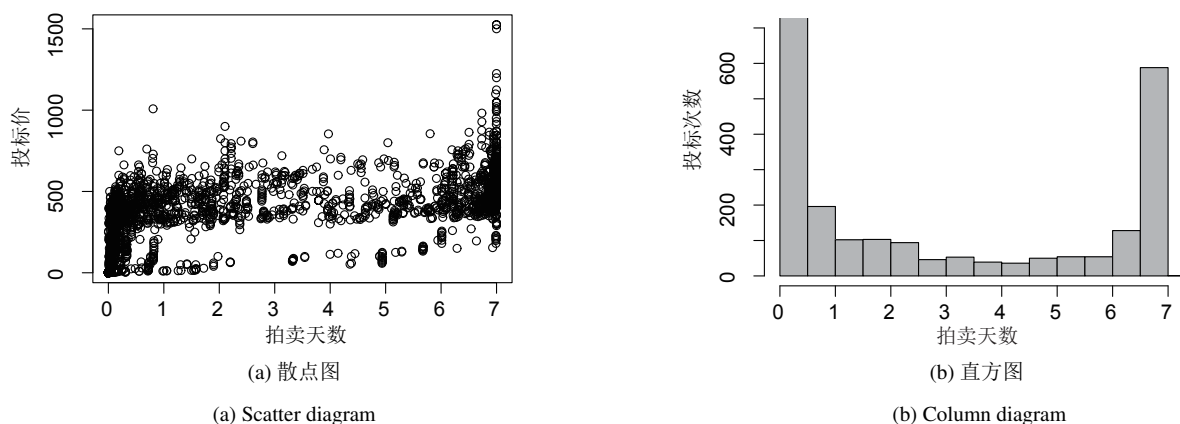 投标价
1500
1000
500
0
0 1 2 3 4 5 6 7
拍卖天数
(a) 散点图
(a) Scatter diagram
投标次数
600
400
200
0
0 1 2 3 4 5 6 7
拍卖天数
(b) 直方图
(b) Column diagram